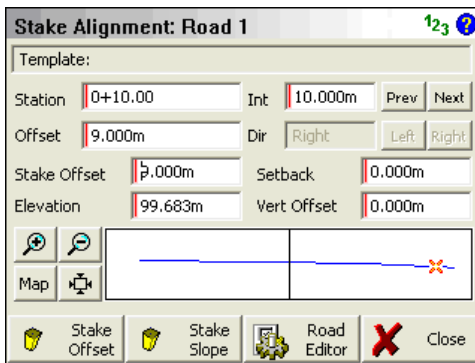 Stake Alignment: Road 1 123
Template:
Station 0+10.00 Int 10.000m Prev Next
Offset 9.000m Dir Right Left Right
Stake Offset .000m Setback 0.000m
Elevation 99.683m Vert Offset 0.000m
Map
Stake Offset Stake Slope Road Editor Close